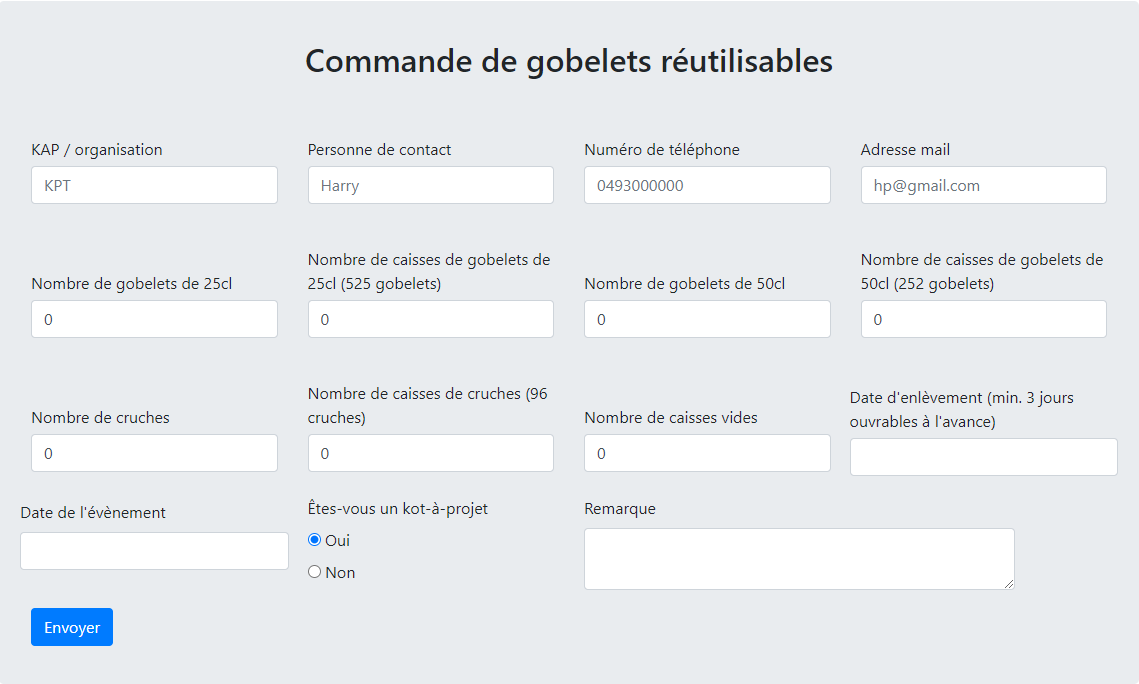 Commande de gobelets réutilisables
KAP / organisation
KPT
Personne de contact
Harry
Numéro de téléphone
0493000000
Adresse mail
hp@gmail.com
Nombre de gobelets de 25cl
0
Nombre de caisses de gobelets de
25cl (525 gobelets)
0
Nombre de gobelets de 50cl
0
Nombre de caisses de gobelets de
50cl (252 gobelets)
0
Nombre de cruches
0
Nombre de caisses de cruches (96
cruches)
0
Nombre de caisses vides
0
Date d'enlèvement (min. 3 jours
ouvrables à l'avance)
Date de l'évènement
Êtes-vous un kot-à-projet
Oui
Non
Remarque
Envoyer